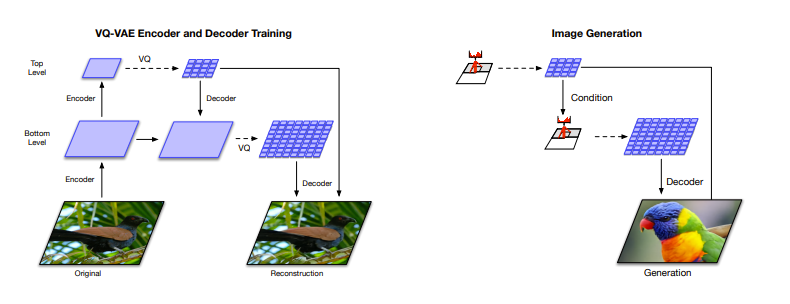 VQ-VAE Encoder and Decoder Training
Top
Level
VQ
Encoder
Decoder
Bottom
Level
VQ
Encoder
Decoder
Original
Reconstruction
Image Generation
Condition
Decoder
Generation